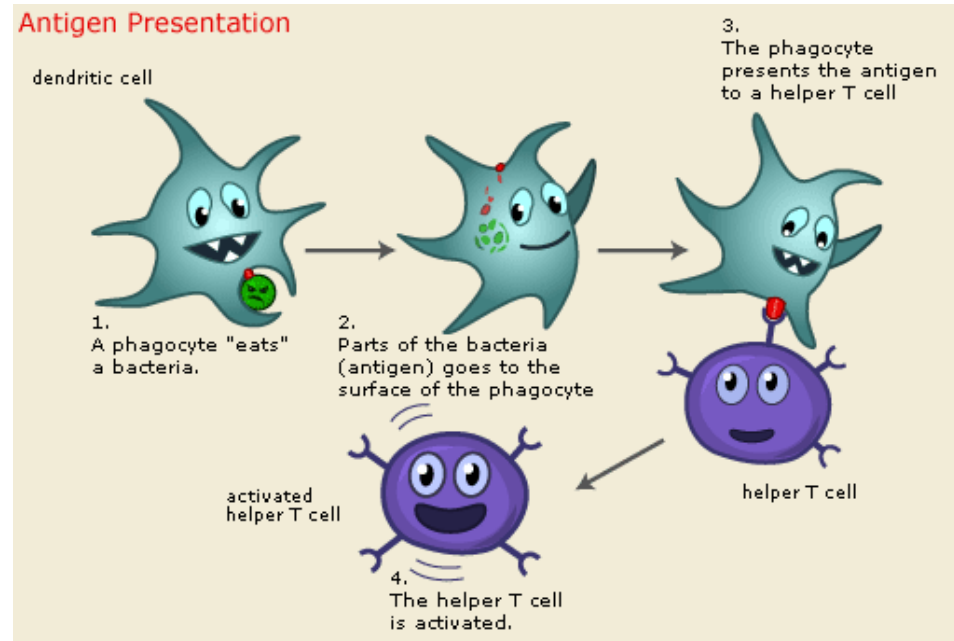 Antigen Presentation
dendritic cell
1.
A phagocyte "eats"
a bacteria.
2.
Parts of the bacteria
(antigen) goes to the
surface of the phagocyte
3.
The phagocyte
presents the antigen
to a helper T cell
helper T cell
activated
helper T cell
4.
The helper T cell
is activated.